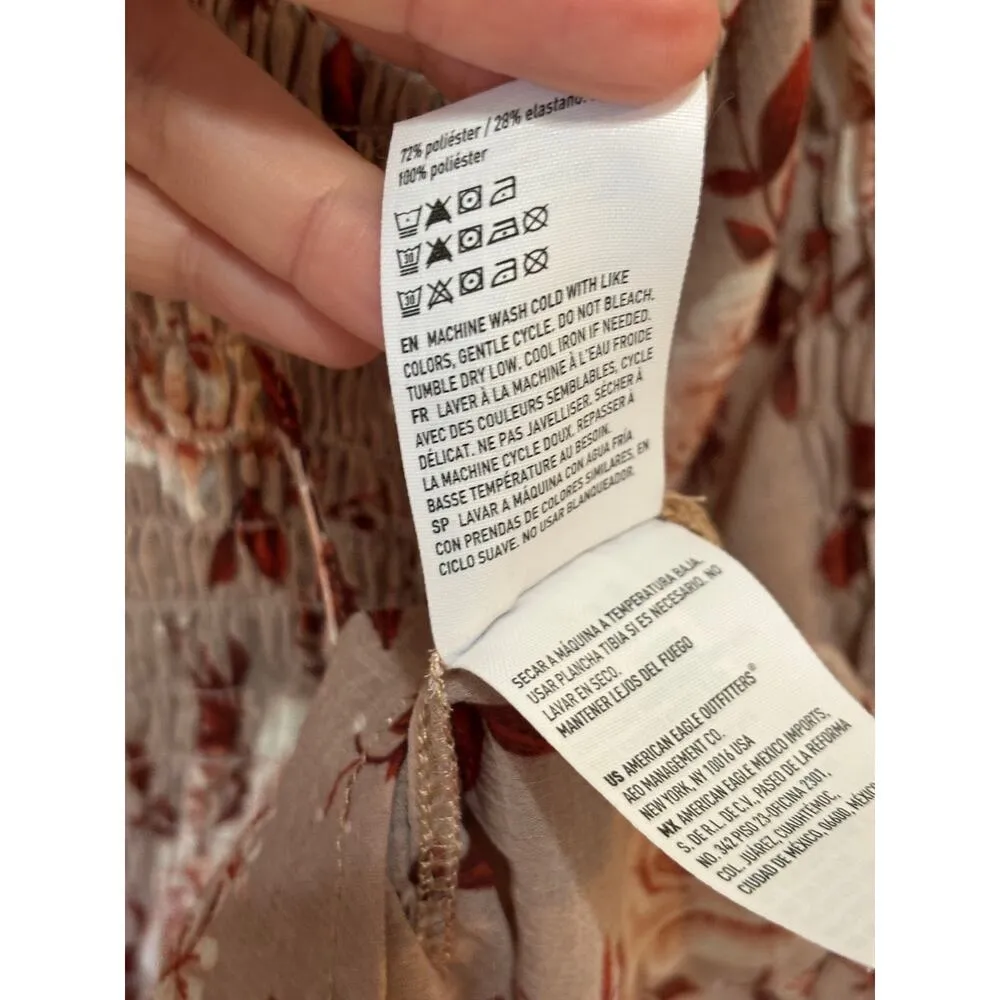 72% poliéster / 28% elastano.
100% poliéster
30
30
EN MACHINE WASH COLD WITH LIKE
COLORS, GENTLE CYCLE. DO NOT BLEACH.
TUMBLE DRY LOW. COOL IRON IF NEEDED.
FR LAVER À LA MACHINE À L'EAU FROIDE
AVEC DES COULEURS SEMBLABLES, CYCLE
DÉLICAT. NE PAS JAVELLISER. SÉCHER À
LA MACHINE CYCLE DOUX. REPASSER À
BASSE TEMPÉRATURE AU BESOIN.
SP LAVAR A MÁQUINA CON AGUA FRÍA
CON PRENDAS DE COLORES SIMILARES, EN
CICLO SUAVE. NO USAR BLANQUEADOR.
SECAR A MÁQUINA A TEMPERATURA BAJA.
USAR PLANCHA TIBIA SI ES NECESARIO. NO
LAVAR EN SECO.
MANTENER LEJOS DEL FUEGO
US AMERICAN EAGLE OUTFITTERS®
AEO MANAGEMENT CO.
NEW YORK, NY 10016 USA
MX AMERICAN EAGLE MEXICO IMPORTS,
S. DE R.L. DE C.V., PASEO DE LA REFORMA
NO. 342 PISO 23-OFICINA 2301,
COL. JUÁREZ, CUAUHTÉMOC,
CIUDAD DE MÉXICO, 06600, MÉXICO